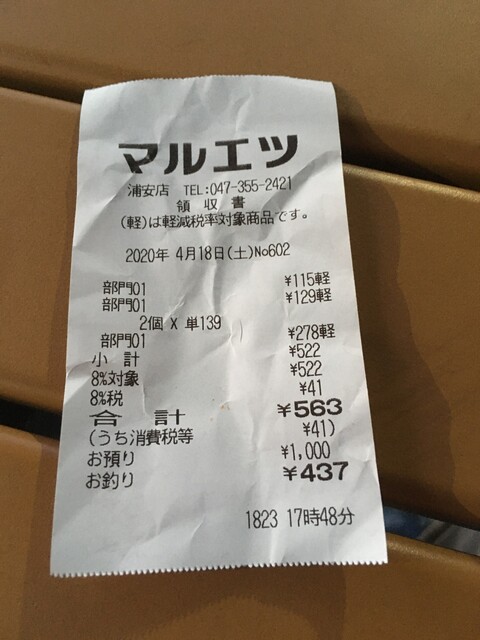 マルエツ
浦安店 TEL:047-355-2421
領収書
(軽)は軽減税率対象商品です。
2020年 4月18日(土)No602
部門01 ¥115軽
部門01 ¥129軽
2個 X 単139
部門01 ¥278軽
小 計 ¥522
8%対象 ¥522
8%税 ¥41
合 計 ¥563
(うち消費税等 ¥41)
お預り ¥1,000
お釣り ¥437
1823 17時48分